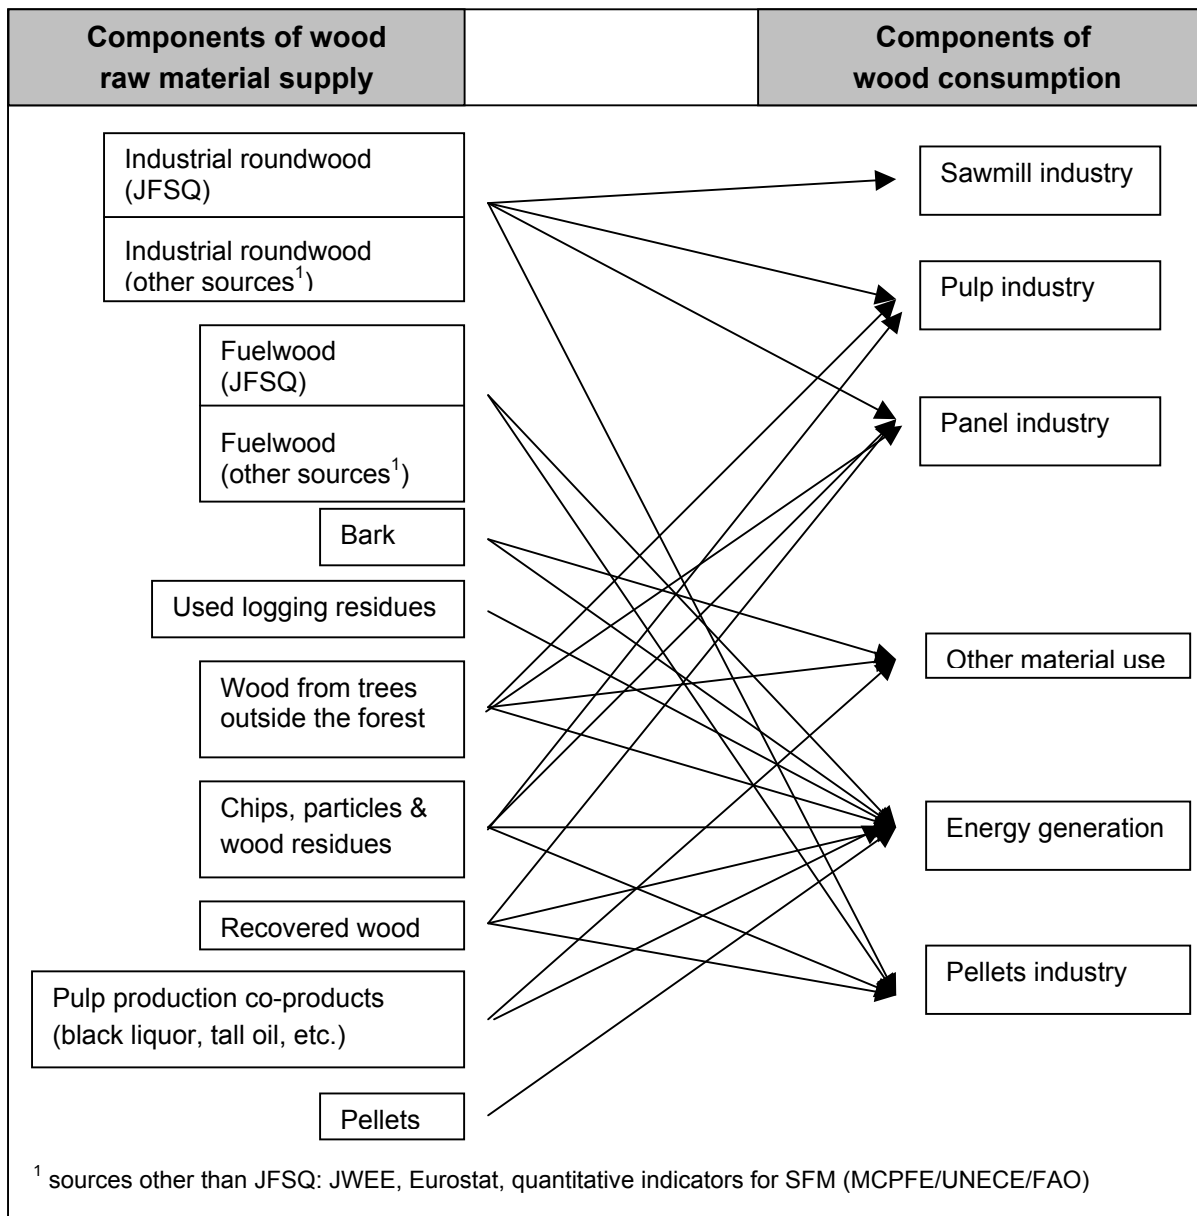 Components of wood
raw material supply
Components of
wood consumption
Industrial roundwood
(JFSQ)
Industrial roundwood
(other sources¹)
Fuelwood
(JFSQ)
Fuelwood
(other sources¹)
Bark
Used logging residues
Wood from trees
outside the forest
Chips, particles &
wood residues
Recovered wood
Pulp production co-products
(black liquor, tall oil, etc.)
Pellets
Sawmill industry
Pulp industry
Panel industry
Other material use
Energy generation
Pellets industry
¹ sources other than JFSQ: JWEE, Eurostat, quantitative indicators for SFM (MCPFE/UNECE/FAO)